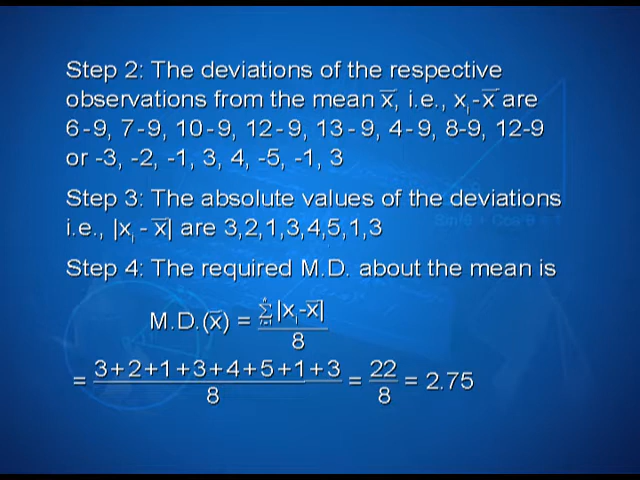 Step 2: The deviations of the respective
observations from the mean x̅, i.e., xᵢ-x̅ are
6-9, 7-9, 10-9, 12-9, 13-9, 4-9, 8-9, 12-9
or -3, -2, -1, 3, 4, -5, -1, 3
Step 3: The absolute values of the deviations
i.e., |xᵢ - x̅| are 3,2,1,3,4,5,1,3
Step 4: The required M.D. about the mean is
M.D.(x̅) = ∑|xᵢ-x̅|
8
= 3+2+1+3+4+5+1+3 = 22 = 2.75
8 8